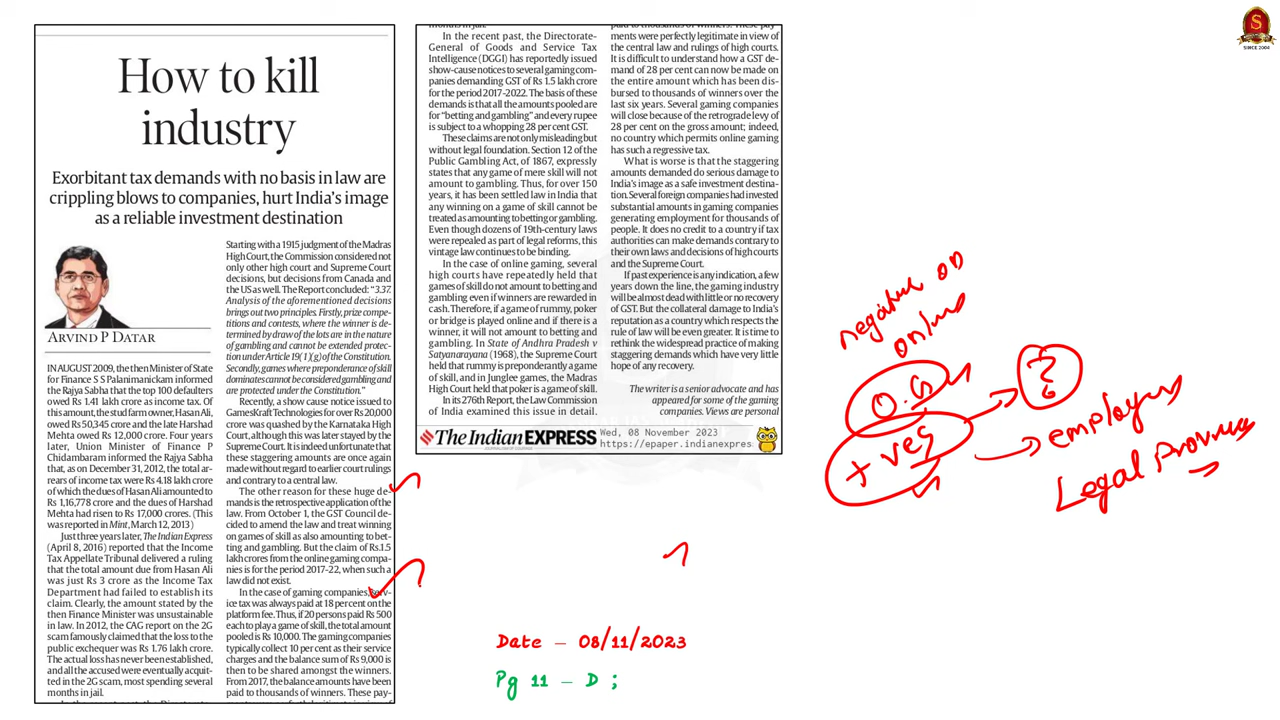 How to kill
industry
Exorbitant tax demands with no basis in law are
crippling blows to companies, hurt India's image
as a reliable investment destination
ARVIND P DATAR
IN AUGUST 2009, the then Minister of State
for Finance S S Palanimanickam informed
the Rajya Sabha that the top 100 defaulters
owed Rs 1.41 lakh crore as income tax. Of
this amount, the stud farm owner, Hasan Ali,
owed Rs 50,345 crore and the late Harshad
Mehta owed Rs 12,000 crore. Four years
later, Union Minister of Finance P
Chidambaram informed the Rajya Sabha
that, as on December 31, 2012, the total ar-
rears of income tax were Rs 4.18 lakh crore
of which the dues of Hasan Ali amounted to
Rs 1,16,778 crore and the dues of Harshad
Mehta had risen to Rs 17,000 crores. (This
was reported in Mint, March 12, 2013)
Just three years later, The Indian Express
(April 8, 2016) reported that the Income
Tax Appellate Tribunal delivered a ruling
that the total amount due from Hasan Ali
was just Rs 3 crore as the Income Tax
Department had failed to establish its
claim. Clearly, the amount stated by the
then Finance Minister was unsustainable
in law. In 2012, the CAG report on the 2G
scam famously claimed that the loss to the
public exchequer was Rs 1.76 lakh crore.
The actual loss has never been established,
and all the accused were eventually acquit-
ted in the 2G scam, most spending several
months in jail.
Starting with a 1915 judgment of the Madras
High Court, the Commission considered not
only other high court and Supreme Court
decisions, but decisions from Canada and
the US as well. The Report concluded: "3.37.
Analysis of the aforementioned decisions
brings out two principles. Firstly, prize compe-
titions and contests, where the winner is de-
termined by draw of the lots are in the nature
of gambling and cannot be extended protec-
tion under Article 19(1)(g) of the Constitution.
Secondly, games where preponderance of skill
dominates cannot be considered gambling and
are protected under the Constitution."
Recently, a show cause notice issued to
GamesKraft Technologies for over Rs 20,000
crore was quashed by the Karnataka High
Court, although this was later stayed by the
Supreme Court. It is indeed unfortunate that
these staggering amounts are once again
made without regard to earlier court rulings
and contrary to a central law.
The other reason for these huge de-
mands is the retrospective application of the
law. From October 1, the GST Council de-
cided to amend the law and treat winning
on games of skill as also amounting to bet-
ting and gambling. But the claim of Rs.1.5
lakh crores from the online gaming compa-
nies is for the period 2017-22, when such a
law did not exist.
In the case of gaming companies, serv-
ice tax was always paid at 18 per cent on the
platform fee. Thus, if 20 persons paid Rs 500
each to play a game of skill, the total amount
pooled is Rs 10,000. The gaming companies
typically collect 10 per cent as their service
charges and the balance sum of Rs 9,000 is
then to be shared amongst the winners.
From 2017, the balance amounts have been
paid to thousands of winners. These pay-
months in jail.
In the recent past, the Directorate-
General of Goods and Service Tax
Intelligence (DGGI) has reportedly issued
show-cause notices to several gaming com-
panies demanding GST of Rs 1.5 lakh crore
for the period 2017-2022. The basis of these
demands is that all the amounts pooled are
for "betting and gambling" and every rupee
is subject to a whopping 28 per cent GST.
These claims are not only misleading but
without legal foundation. Section 12 of the
Public Gambling Act, of 1867, expressly
states that any game of mere skill will not
amount to gambling. Thus, for over 150
years, it has been settled law in India that
any winning on a game of skill cannot be
treated as amounting to betting or gambling.
Even though dozens of 19th-century laws
were repealed as part of legal reforms, this
vintage law continues to be binding.
In the case of online gaming, several
high courts have repeatedly held that
games of skill do not amount to betting and
gambling even if winners are rewarded in
cash. Therefore, if a game of rummy, poker
or bridge is played online and if there is a
winner, it will not amount to betting and
gambling. In State of Andhra Pradesh v
Satyanarayana (1968), the Supreme Court
held that rummy is preponderantly a game
of skill, and in Junglee games, the Madras
High Court held that poker is a game of skill.
In its 276th Report, the Law Commission
of India examined this issue in detail.
paid to thousands of winners. These pay-
ments were perfectly legitimate in view of
the central law and rulings of high courts.
It is difficult to understand how a GST de-
mand of 28 per cent can now be made on
the entire amount which has been dis-
bursed to thousands of winners over the
last six years. Several gaming companies
will close because of the retrograde levy of
28 per cent on the gross amount; indeed,
no country which permits online gaming
has such a regressive tax.
What is worse is that the staggering
amounts demanded do serious damage to
India's image as a safe investment destina-
tion. Several foreign companies had invested
substantial amounts in gaming companies
generating employment for thousands of
people. It does no credit to a country if tax
authorities can make demands contrary to
their own laws and decisions of high courts
and the Supreme Court.
If past experience is any indication, a few
years down the line, the gaming industry
will be almost dead with little or no recovery
of GST. But the collateral damage to India's
reputation as a country which respects the
rule of law will be even greater. It is time to
rethink the widespread practice of making
staggering demands which have very little
hope of any recovery.
The writer is a senior advocate and has
appeared for some of the gaming
companies. Views are personal
The Indian EXPRESS
Wed, 08 November 2023
https://epaper.indianexpres
Date – 08/11/2023
Pg 11 – D ;
O.G
+ves
Legal
S
SINCE 2004